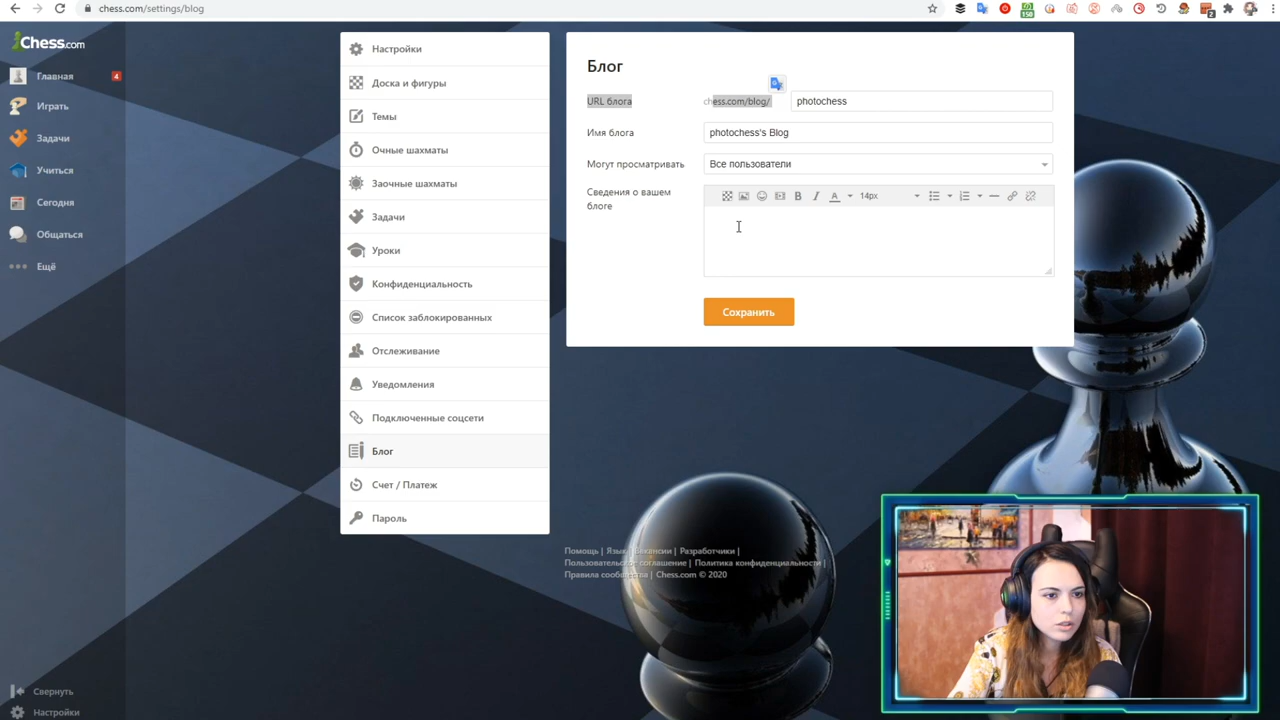 chess.com/settings/blog
150
2
Chess.com
Главная
4
Играть
Задачи
Учиться
Сегодня
Общаться
Ещё
Свернуть
Настройки
Настройки
Доска и фигуры
Темы
Очные шахматы
Заочные шахматы
Задачи
Уроки
Конфиденциальность
Список заблокированных
Отслеживание
Уведомления
Подключенные соцсети
Блог
Счет / Платеж
Пароль
Блог
URL блога chess.com/blog/ photochess
Имя блога photochess's Blog
Могут просматривать Все пользователи
Сведения о вашем
блоге
B I A 14px
Сохранить
Помощь | Язык | Вакансии | Разработчики |
Пользовательское соглашение | Политика конфиденциальности |
Правила сообщества | Chess.com © 2020